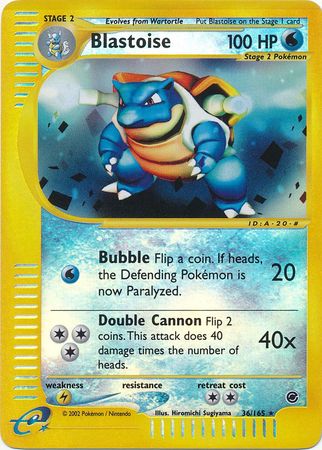 STAGE 2
Evolves from Wartortle
Put Blastoise on the Stage 1 card
Blastoise
100 HP
Stage 2 Pokémon
ID:A-20-#
Bubble Flip a coin. If heads,
the Defending Pokémon is
now Paralyzed.
20
Double Cannon Flip 2
coins. This attack does 40
damage times the number of
heads.
40x
weakness
resistance
retreat cost
© 2002 Pokémon / Nintendo
Illus. Hiromichi Sugiyama
36/165 ★
e